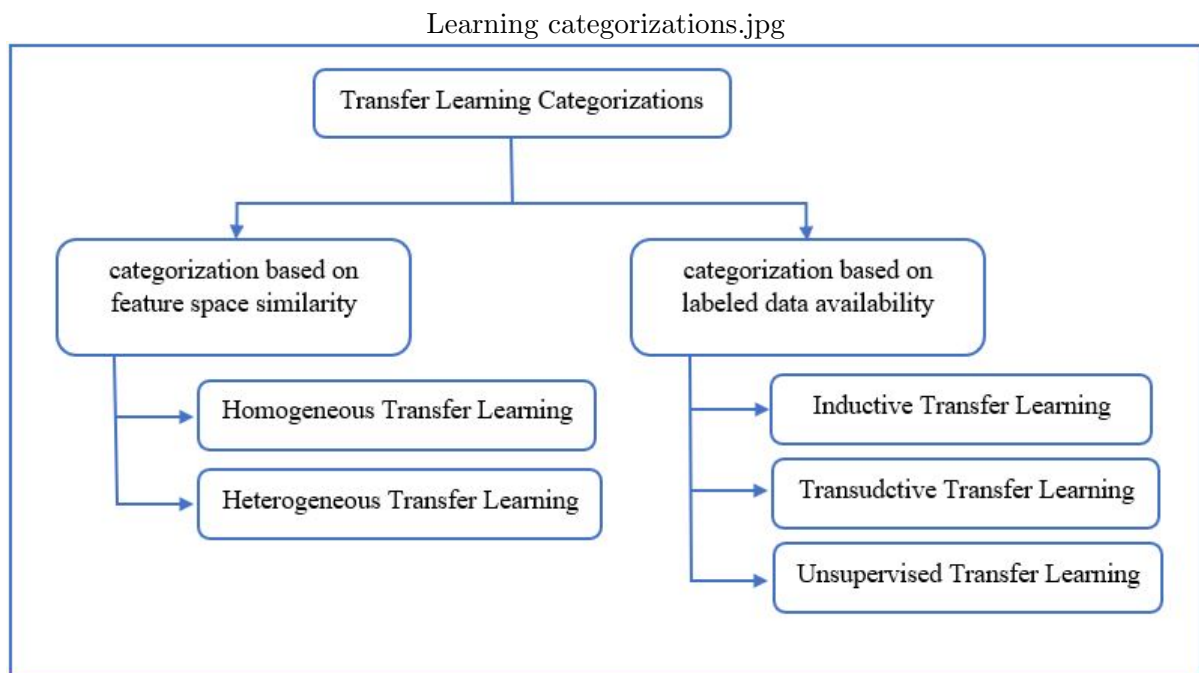 Learning categorizations.jpg
Transfer Learning Categorizations
categorization based on
feature space similarity
Homogeneous Transfer Learning
Heterogeneous Transfer Learning
categorization based on
labeled data availability
Inductive Transfer Learning
Transudctive Transfer Learning
Unsupervised Transfer Learning